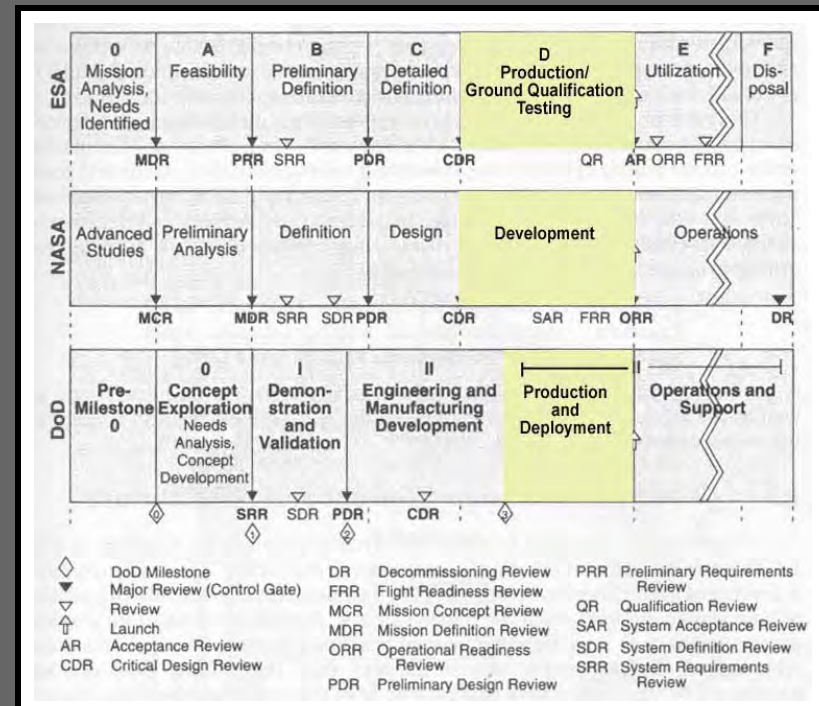 ESA
0
Mission
Analysis,
Needs
Identified
A
Feasibility
B
Preliminary
Definition
C
Detailed
Definition
D
Production/
Ground Qualification
Testing
E
Utilization
F
Dis-
posal
MDR PRR SRR PDR CDR QR AR ORR FRR
NASA
Advanced
Studies
Preliminary
Analysis
Definition
Design
Development
Operations
MCR MDR SRR SDR PDR CDR SAR FRR ORR DR
DoD
Pre-
Milestone
0
0
Concept
Exploration
Needs
Analysis,
Concept
Development
I
Demon-
stration
and
Validation
II
Engineering and
Manufacturing
Development
Production
and
Deployment
II
Operations and
Support
SRR SDR PDR CDR
0 1 2 3
DoD Milestone
Major Review (Control Gate)
Review
Launch
AR Acceptance Review
CDR Critical Design Review
DR Decommissioning Review
FRR Flight Readiness Review
MCR Mission Concept Review
MDR Mission Definition Review
ORR Operational Readiness
Review
PDR Preliminary Design Review
PRR Preliminary Requirements
Review
QR Qualification Review
SAR System Acceptance Reivew
SDR System Definition Review
SRR System Requirements
Review